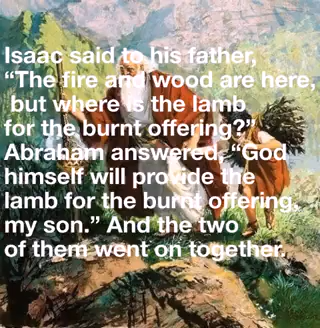 Isaac said to his father,
“The fire and wood are here,
but where is the lamb
for the burnt offering?”
Abraham answered, “God
himself will provide the
lamb for the burnt offering,
my son.” And the two
of them went on together.